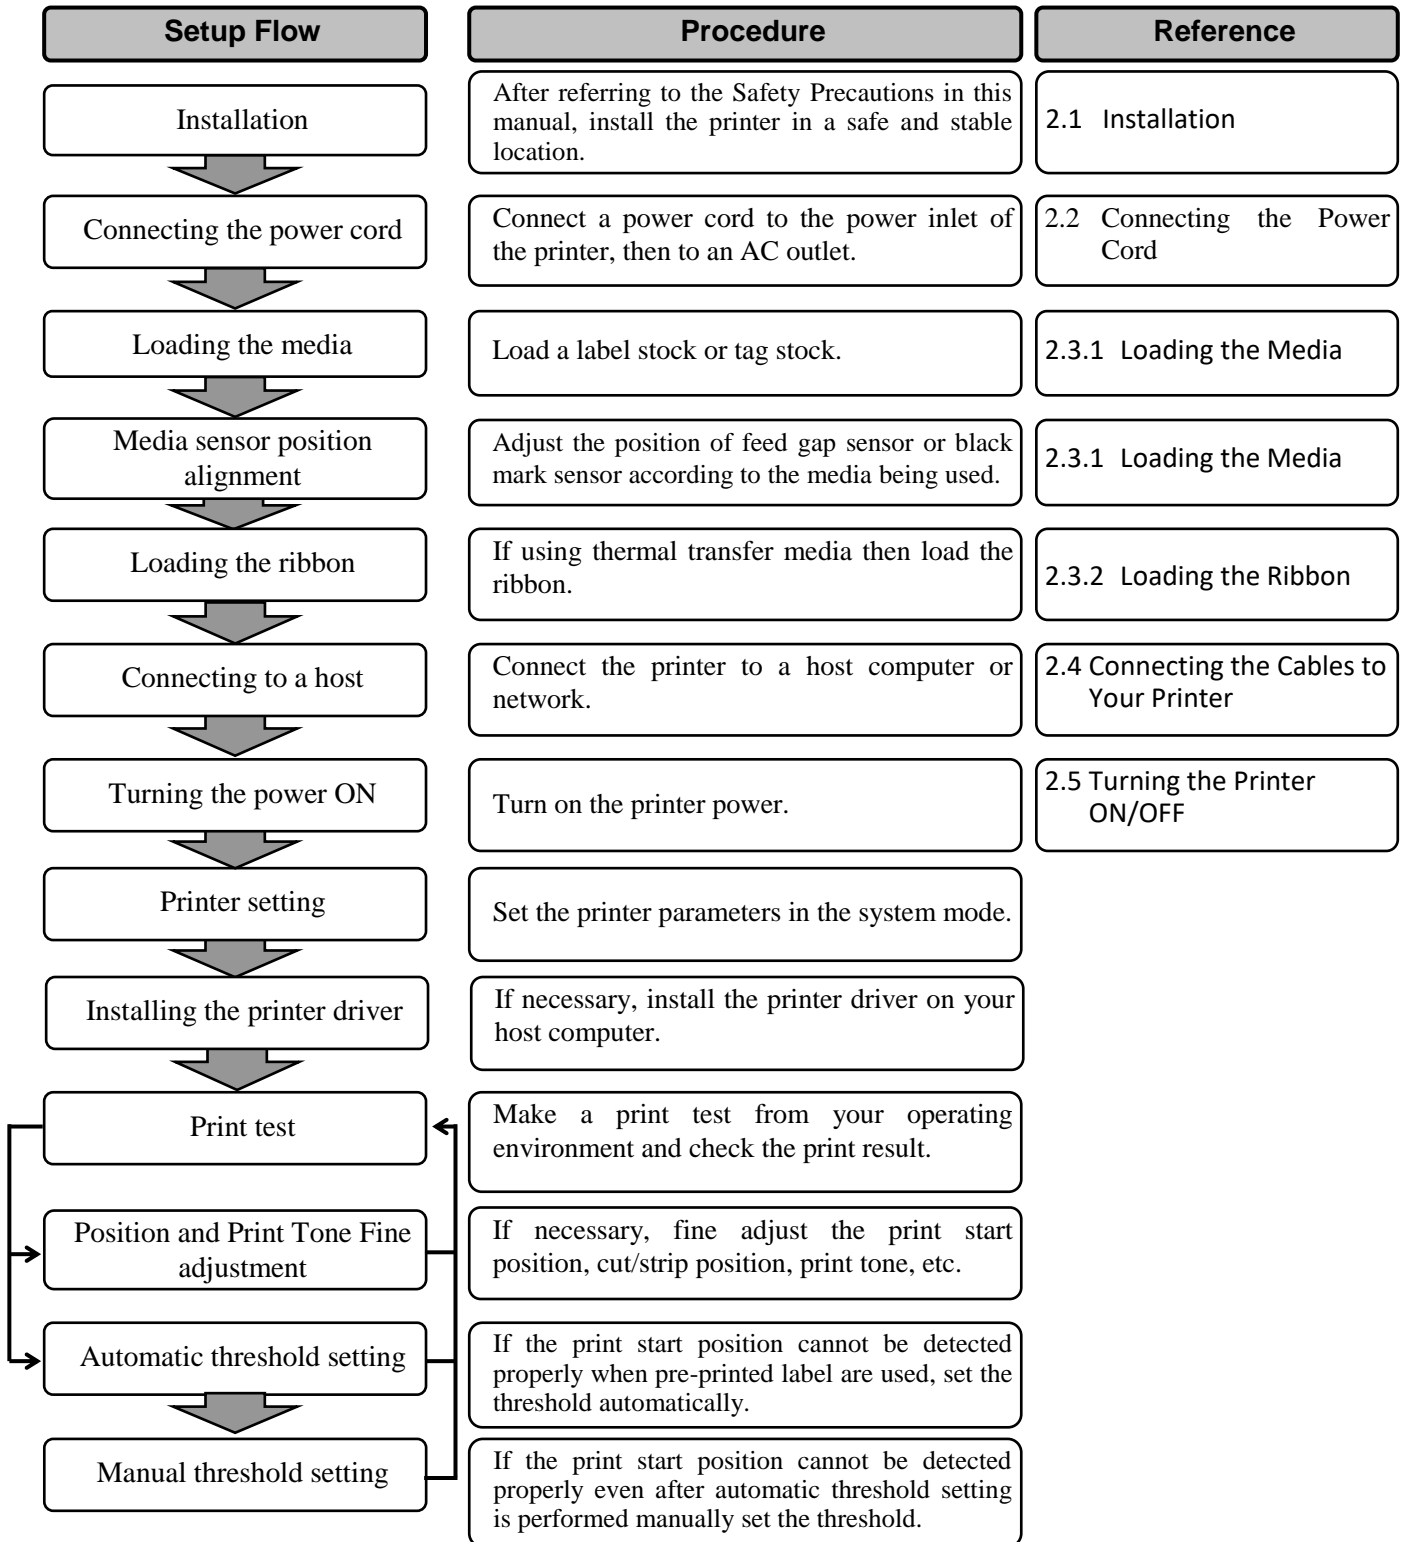 Setup Flow
Procedure
Reference
Installation
After referring to the Safety Precautions in this
manual, install the printer in a safe and stable
location.
2.1 Installation
Connecting the power cord
Connect a power cord to the power inlet of
the printer, then to an AC outlet.
2.2 Connecting the Power
Cord
Loading the media
Load a label stock or tag stock.
2.3.1 Loading the Media
Media sensor position
alignment
Adjust the position of feed gap sensor or black
mark sensor according to the media being used.
2.3.1 Loading the Media
Loading the ribbon
If using thermal transfer media then load the
ribbon.
2.3.2 Loading the Ribbon
Connecting to a host
Connect the printer to a host computer or
network.
2.4 Connecting the Cables to
Your Printer
Turning the power ON
Turn on the printer power.
2.5 Turning the Printer
ON/OFF
Printer setting
Set the printer parameters in the system mode.
Installing the printer driver
If necessary, install the printer driver on your
host computer.
Print test
Make a print test from your operating
environment and check the print result.
Position and Print Tone Fine
adjustment
If necessary, fine adjust the print start
position, cut/strip position, print tone, etc.
Automatic threshold setting
If the print start position cannot be detected
properly when pre-printed label are used, set the
threshold automatically.
Manual threshold setting
If the print start position cannot be detected
properly even after automatic threshold setting
is performed manually set the threshold.